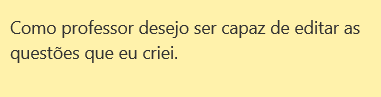 Como professor desejo ser capaz de editar as
questões que eu criei.